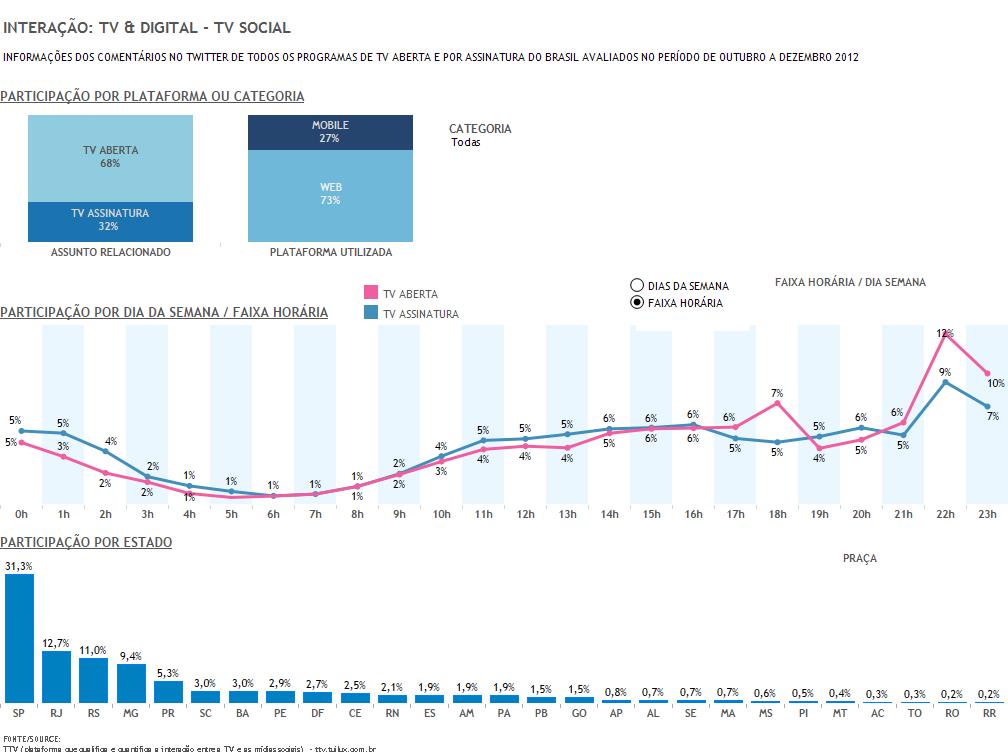 INTERAÇÃO: TV & DIGITAL - TV SOCIAL
INFORMAÇÕES DOS COMENTÁRIOS NO TWITTER DE TODOS OS PROGRAMAS DE TV ABERTA E POR ASSINATURA DO BRASIL AVALIADOS NO PERÍODO DE OUTUBRO A DEZEMBRO 2012
PARTICIPAÇÃO POR PLATAFORMA OU CATEGORIA
TV ABERTA
68%
TV ASSINATURA
32%
ASSUNTO RELACIONADO
MOBILE
27%
WEB
73%
PLATAFORMA UTILIZADA
CATEGORIA
Todas
PARTICIPAÇÃO POR DIA DA SEMANA / FAIXA HORÁRIA
TV ABERTA
TV ASSINATURA
DIAS DA SEMANA
FAIXA HORÁRIA
FAIXA HORÁRIA / DIA SEMANA
12%
9%
10%
7%
7%
5% 5% 4% 2% 1% 1% 1% 2% 4% 5% 5% 5% 6% 6% 6% 6% 5% 6% 6%
5% 3% 2% 2% 1% 1% 2% 3% 4% 4% 4% 5% 6% 6% 5% 5% 4% 5% 5%
0h 1h 2h 3h 4h 5h 6h 7h 8h 9h 10h 11h 12h 13h 14h 15h 16h 17h 18h 19h 20h 21h 22h 23h
PARTICIPAÇÃO POR ESTADO
PRAÇA
31,3% 12,7% 11,0% 9,4% 5,3% 3,0% 3,0% 2,9% 2,7% 2,5% 2,1% 1,9% 1,9% 1,9% 1,5% 1,5% 0,8% 0,7% 0,7% 0,7% 0,6% 0,5% 0,4% 0,3% 0,3% 0,2% 0,2%
SP RJ RS MG PR SC BA PE DF CE RN ES AM PA PB GO AP AL SE MA MS PI MT AC TO RO RR
FONTE/SOURCE:
TTV (plataforma que qualifica e quantifica a interação entre a TV e as mídias sociais) - ttv.tuilux.com.br